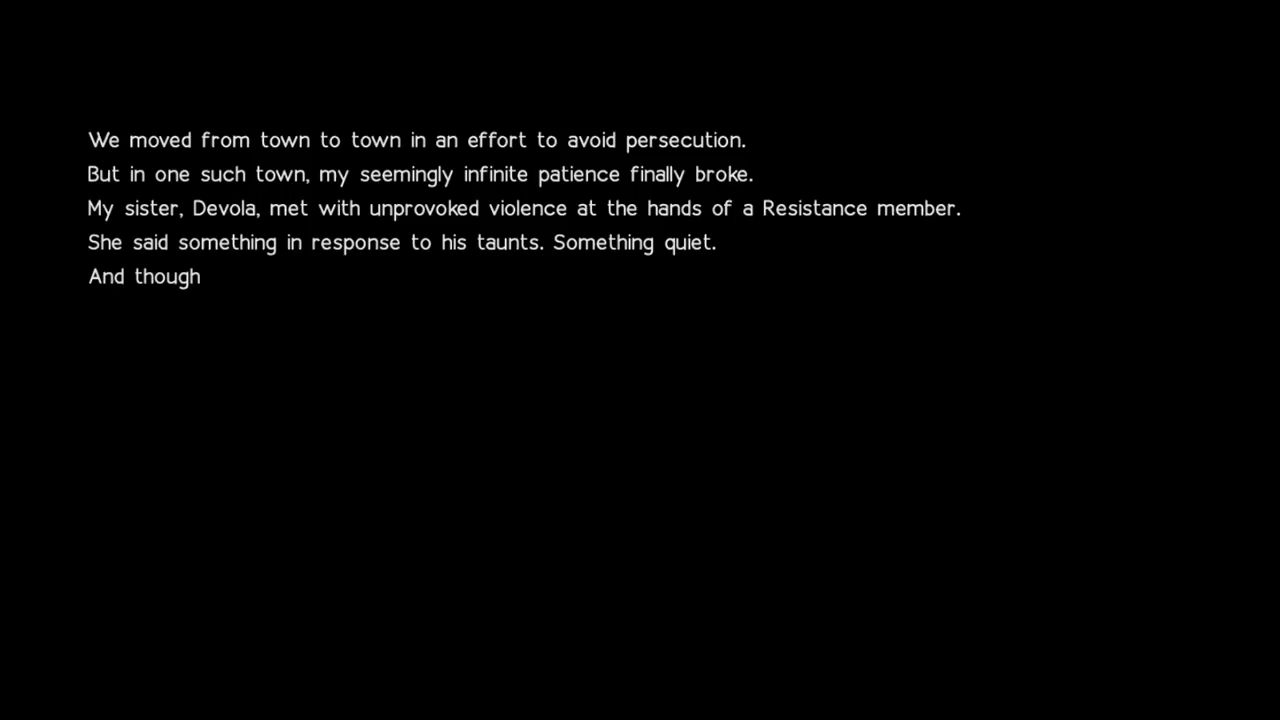 We moved from town to town in an effort to avoid persecution.
But in one such town, my seemingly infinite patience finally broke.
My sister, Devola, met with unprovoked violence at the hands of a Resistance member.
She said something in response to his taunts. Something quiet.
And though